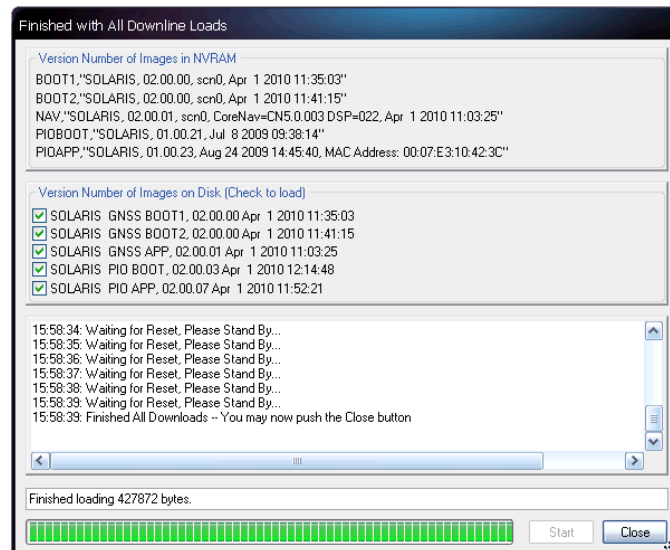 Finished with All Downline Loads
Version Number of Images in NVRAM
BOOT1,"SOLARIS, 02.00.00, scn0, Apr 1 2010 11:35:03"
BOOT2,"SOLARIS, 02.00.00, scn0, Apr 1 2010 11:41:15"
NAV,"SOLARIS, 02.00.01, scn0, CoreNav=CN5.0.003 DSP=022, Apr 1 2010 11:03:25"
PIOBOOT,"SOLARIS, 01.00.21, Jul 8 2009 09:38:14"
PIOAPP,"SOLARIS, 01.00.23, Aug 24 2009 14:45:40, MAC Address: 00:07:E3:10:42:3C"
Version Number of Images on Disk (Check to load)
SOLARIS GNSS BOOT1, 02.00.00 Apr 1 2010 11:35:03
SOLARIS GNSS BOOT2, 02.00.00 Apr 1 2010 11:41:15
SOLARIS GNSS APP, 02.00.01 Apr 1 2010 11:03:25
SOLARIS PIO BOOT, 02.00.03 Apr 1 2010 12:14:48
SOLARIS PIO APP, 02.00.07 Apr 1 2010 11:52:21
15:58:34: Waiting for Reset, Please Stand By...
15:58:35: Waiting for Reset, Please Stand By...
15:58:36: Waiting for Reset, Please Stand By...
15:58:37: Waiting for Reset, Please Stand By...
15:58:38: Waiting for Reset, Please Stand By...
15:58:39: Waiting for Reset, Please Stand By...
15:58:39: Finished All Downloads -- You may now push the Close button
Finished loading 427872 bytes.
Start
Close